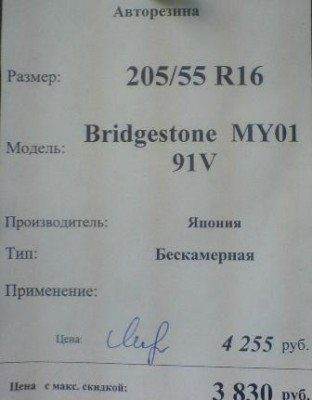 Авторезина
Размер: 205/55 R16
Модель: Bridgestone MY01
91V
Производитель: Япония
Тип: Бескамерная
Применение:
Цена: 4 255 руб.
Цена с макс. скидкой: 3 830 руб.